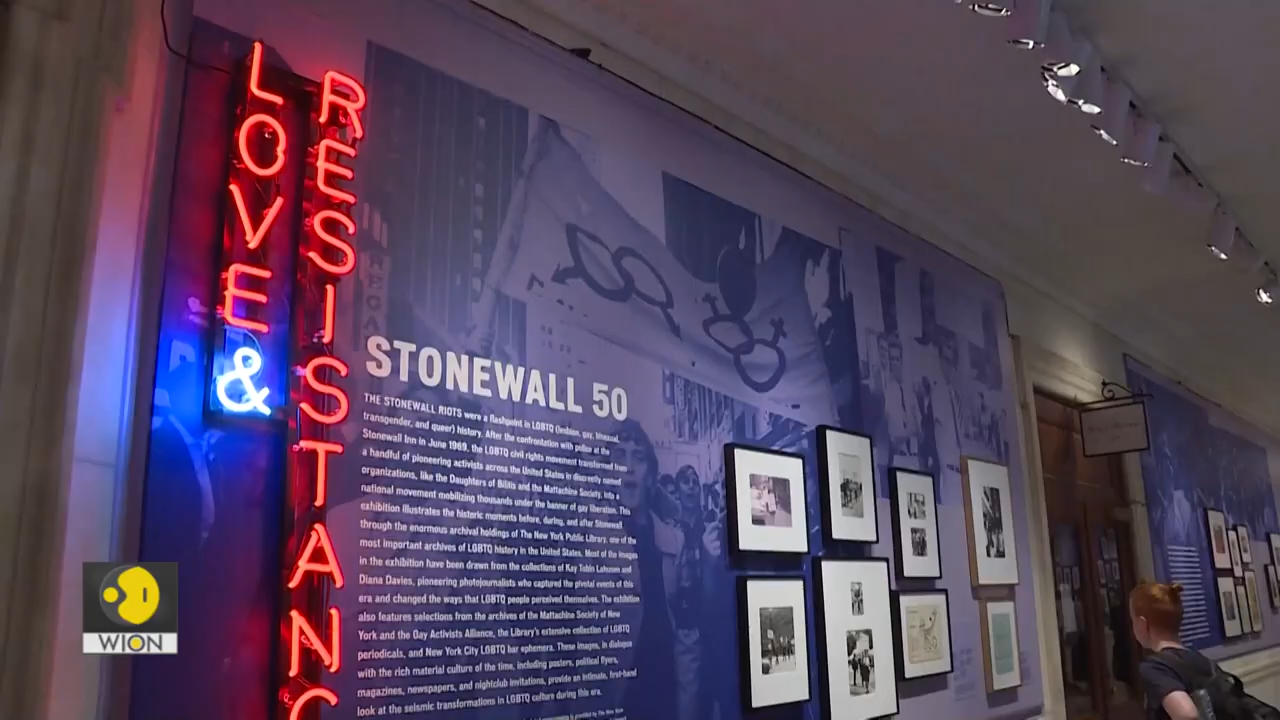 LOVE
&
RESISTANC
STONEWALL 50
THE STONEWALL RIOTS were a flashpoint in LGBTQ (lesbian, gay, bisexual,
transgender, and queer) history. After the confrontation with police at the
Stonewall Inn in June 1969, the LGBTQ civil rights movement transformed from
a handful of pioneering activists across the United States in discreetly named
organizations, like the Daughters of Bilitis and the Mattachine Society, into a
national movement mobilizing thousands under the banner of gay liberation. This
exhibition illustrates the historic moments before, during, and after Stonewall
through the enormous archival holdings of The New York Public Library, one of the
most important archives of LGBTQ history in the United States. Most of the images
in the exhibition have been drawn from the collections of Kay Tobin Lahusen and
Diana Davies, pioneering photojournalists who captured the pivotal events of this
era and changed the ways that LGBTQ people perceived themselves. The exhibition
also features selections from the archives of the Mattachine Society of New
York and the Gay Activists Alliance, the Library's extensive collection of LGBTQ
periodicals, and New York City LGBTQ bar ephemera. These images, in dialogue
with the rich material culture of the time, including posters, political flyers,
magazines, newspapers, and nightclub invitations, provide an intimate, first-hand
look at the seismic transformations in LGBTQ culture during this era.
WION